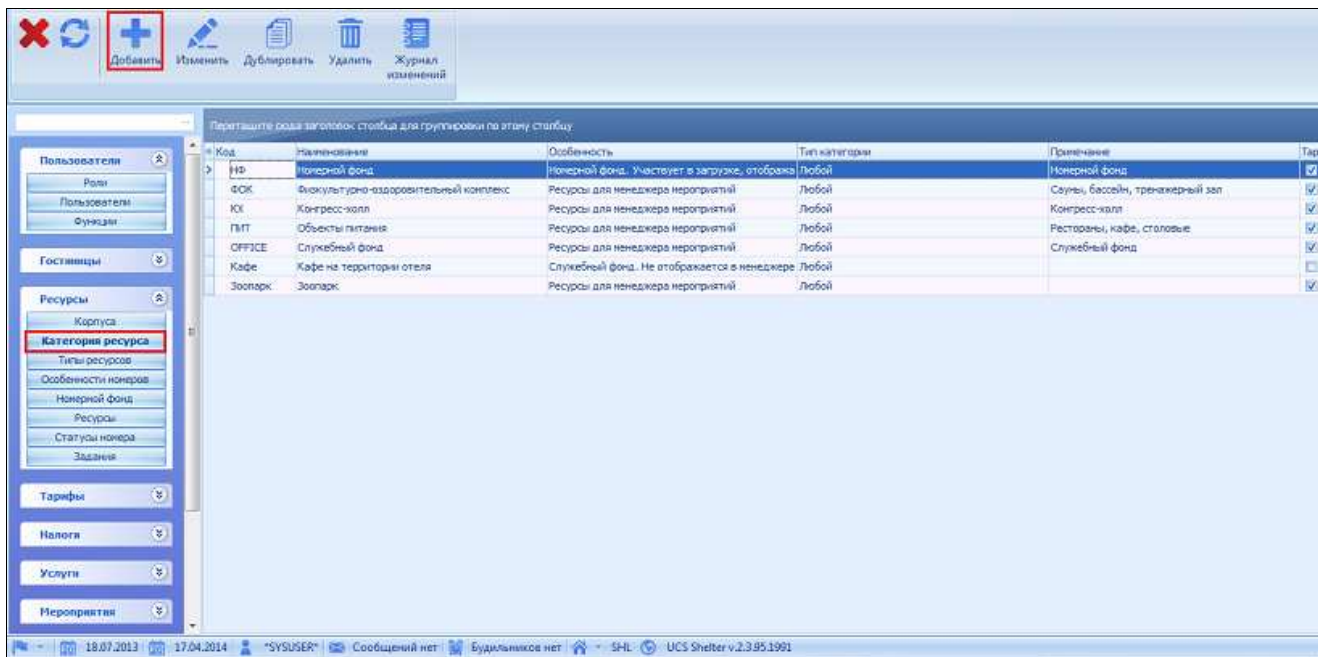 Добавить Изменить Дублировать Удалить Журнал изменений
Перетащите сюда заголовок столбца для группировки по этому столбцу
Код Наименование Особенность Тип категории Примечание Тар
НФ Номерной фонд Номерной фонд. Участвует в загрузке, отобража Любой Номерной фонд
ФОК Физкультурно-оздоровительный комплекс Ресурсы для менеджера мероприятий Любой Сауны, бассейн, тренажерный зал
КХ Конгресс-холл Ресурсы для менеджера мероприятий Любой Конгресс-холл
ПИТ Объекты питания Ресурсы для менеджера мероприятий Любой Рестораны, кафе, столовые
OFFICE Служебный фонд Ресурсы для менеджера мероприятий Любой Служебный фонд
Кафе Кафе на территории отеля Служебный фонд. Не отображается в менеджере Любой
Зоопарк Зоопарк Ресурсы для менеджера мероприятий Любой
Пользователи
Роли
Пользователи
Функции
Гостиницы
Ресурсы
Корпуса
Категория ресурса
Типы ресурсов
Особенности номеров
Номерной фонд
Ресурсы
Статусы номера
Задания
Тарифы
Налоги
Услуги
Мероприятия
18.07.2013 17.04.2014 *SYSUSER* Сообщений нет Будильников нет SHL UCS Shelter v.2.3.95.1991